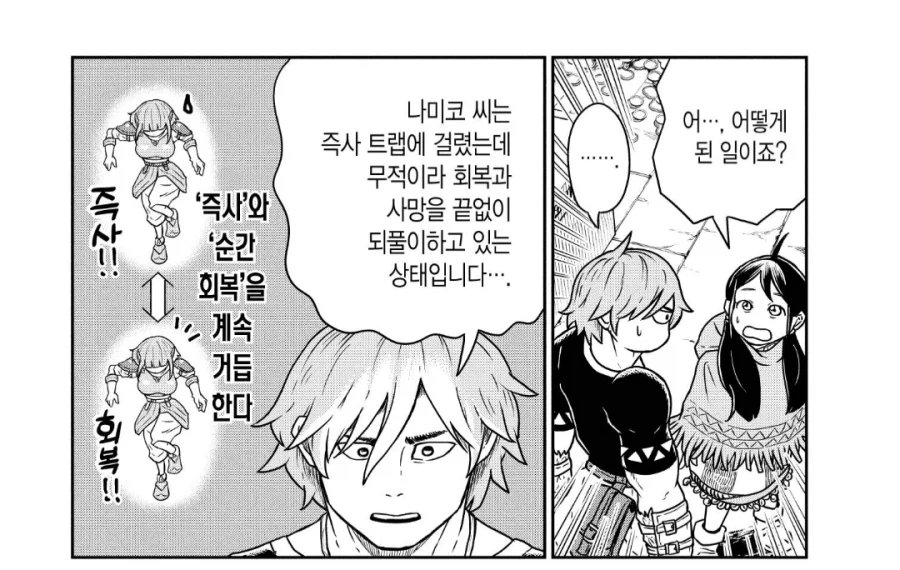 어…, 어떻게
된 일이죠?
…….
나미코 씨는
즉사 트랩에 걸렸는데
무적이라 회복과
사망을 끝없이
되풀이하고 있는
상태입니다….
‘즉사’와
‘순간
회복’을
계속
거듭
한다
즉사!!
회복!!